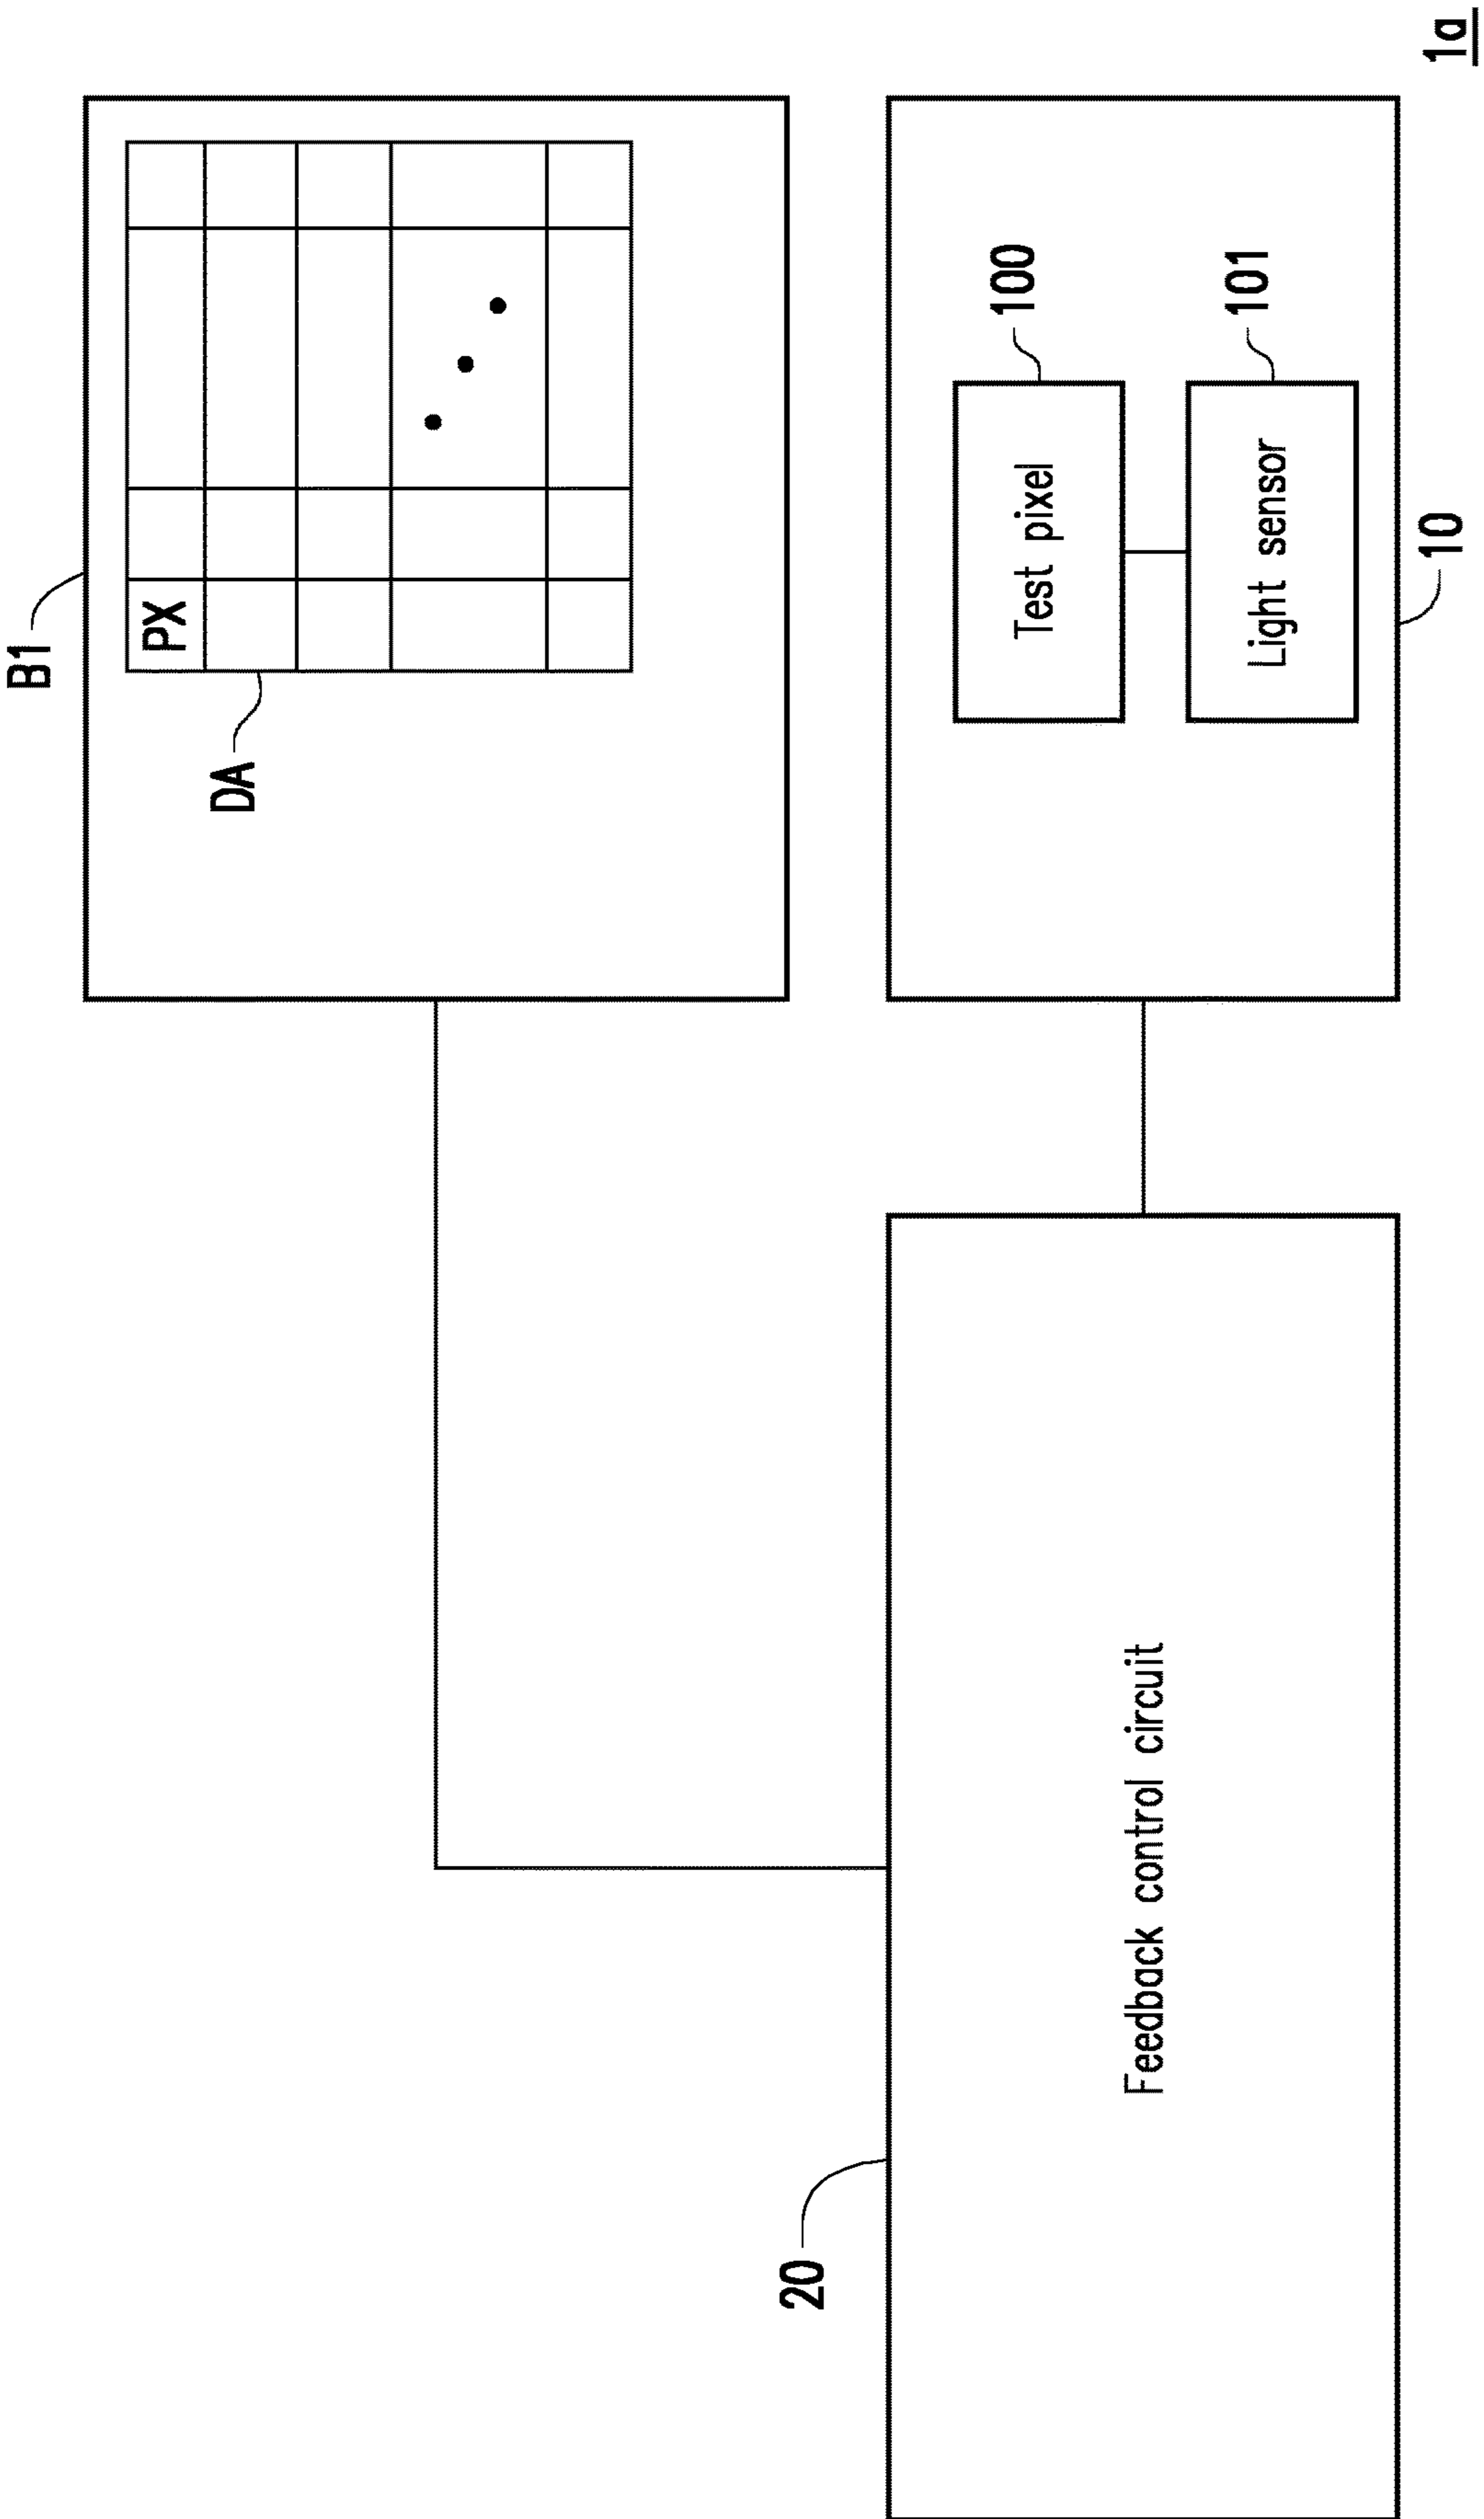 B1
PX
DA
100
Test pixel
101
Light sensor
10
20
Feedback control circuit
1a